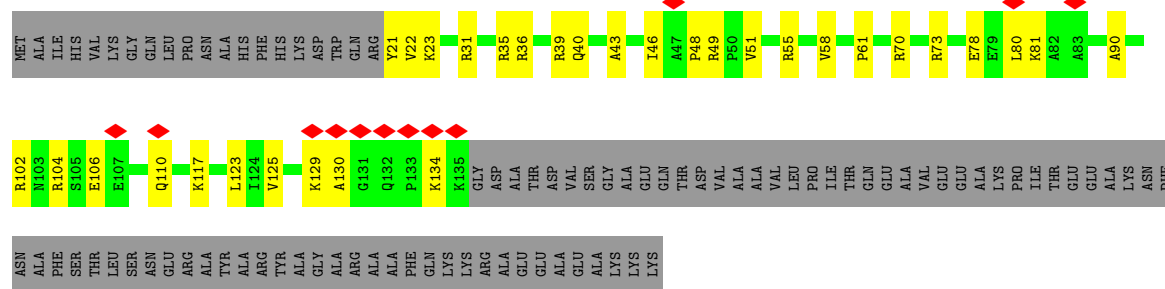 MET ALA ILE HIS VAL LYS GLY GLN LEU PRO ASN ALA HIS PHE HIS LYS ASP TRP GLN ARG Y21 V22 K23 R31 R35 R36 R39 Q40 A43 I46 A47 P48 R49 P50 V51 R55 V58 P61 R70 R73 E78 E79 L80 K81 A82 A83 A90
R102 N103 R104 S105 E106 E107 Q110 K117 L123 I124 V125 K129 A130 G131 Q132 P133 K134 K135 GLY ASP ALA THR ASP VAL SER GLY ALA GLU GLN THR ASP VAL ALA ALA VAL LEU PRO ILE THR GLN GLU ALA VAL GLU GLU ALA LYS PRO ILE THR GLU GLU ALA LYS ASN
ASN ALA PHE SER THR LEU SER ASN GLU ARG ALA TYR ALA ARG TYR ALA GLY ALA ARG ALA ALA PHE GLN LYS LYS ARG ALA GLU GLU ALA GLU ALA LYS LYS LYS